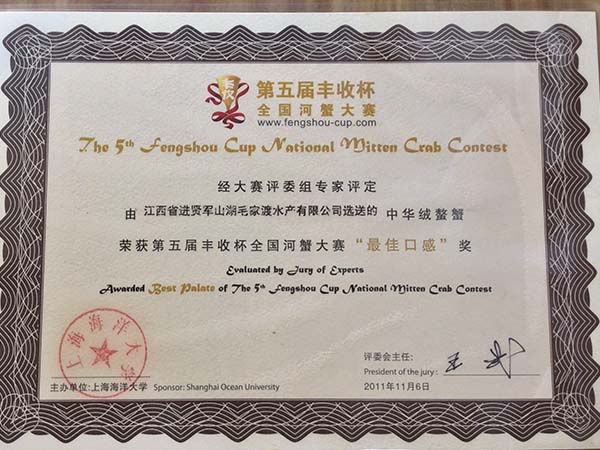 丰收
第五届丰收杯
全国河蟹大赛
www.fengshou-cup.com
The 5th Fengshou Cup National Mitten Crab Contest
经大赛评委组专家评定
由 江西省进贤军山湖毛家渡水产有限公司选送的 中华绒螯蟹
荣获第五届丰收杯全国河蟹大赛“最佳口感”奖
Evaluated by Jury of Experts
Awarded Best Palate of The 5th Fengshou Cup National Mitten Crab Contest
上海海洋大学
评委会主任:
President of the jury :
主办单位:上海海洋大学 Sponsor: Shanghai Ocean University
2011年11月6日